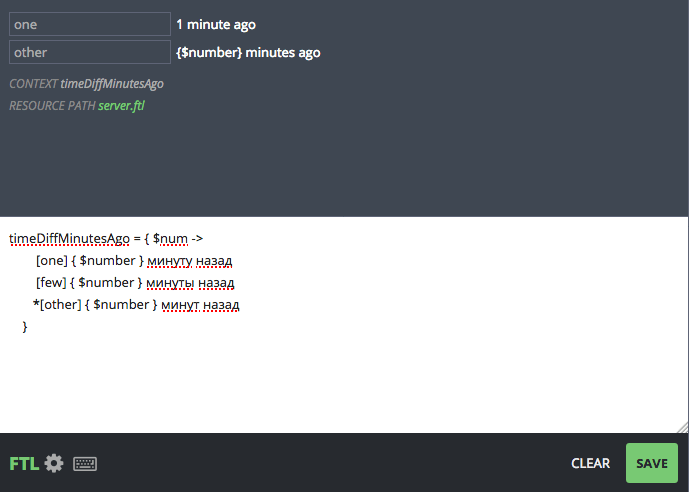 one 1 minute ago
other {$number} minutes ago
CONTEXT timeDiffMinutesAgo
RESOURCE PATH server.ftl
timeDiffMinutesAgo = { $num ->
[one] { $number } минуту назад
[few] { $number } минуты назад
*[other] { $number } минут назад
}
FTL CLEAR SAVE